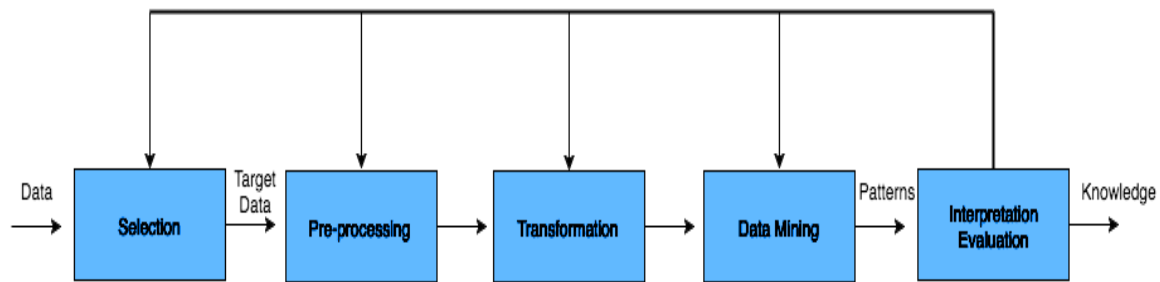 Data
Selection
Target
Data
Pre-processing
Transformation
Data Mining
Patterns
Interpretation
Evaluation
Knowledge